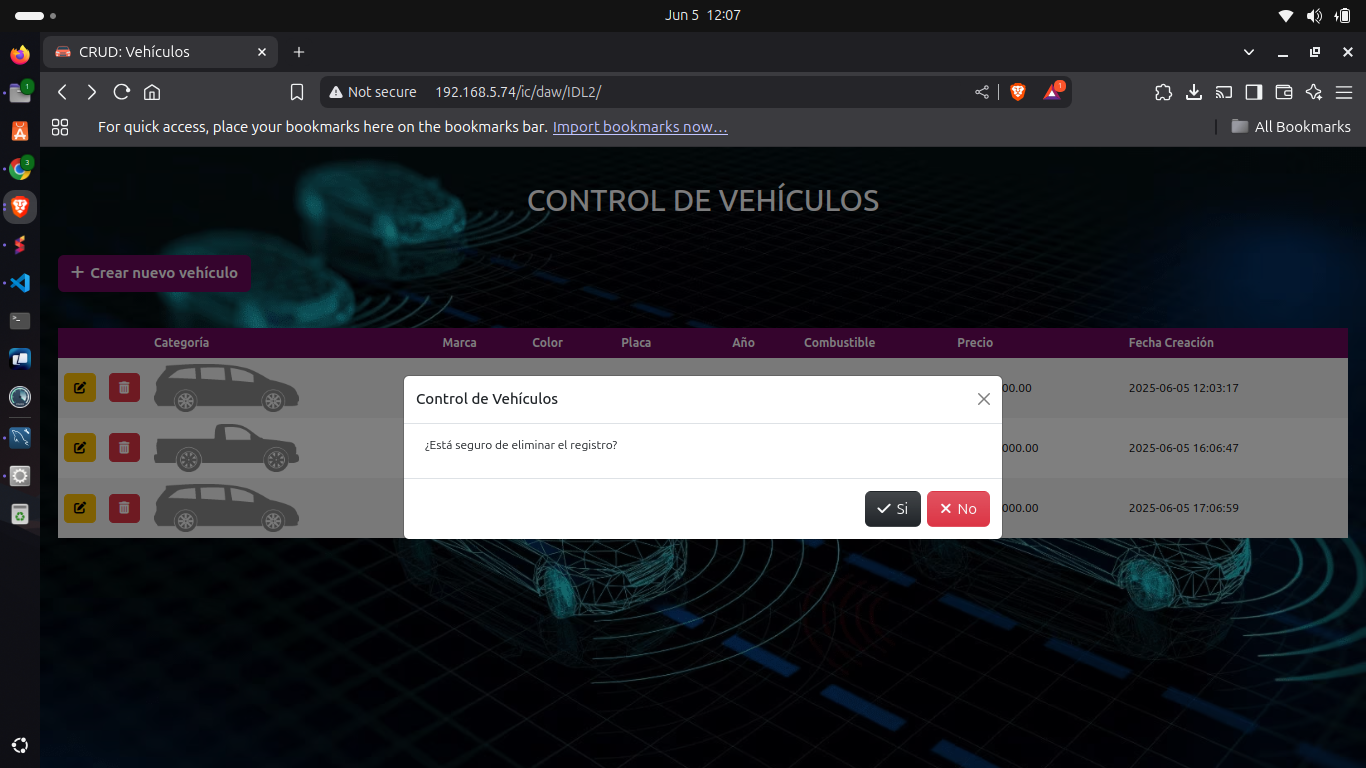 Jun 5 12:07
1
CRUD: Vehículos
Not secure 192.168.5.74/ic/daw/IDL2/
1
For quick access, place your bookmarks here on the bookmarks bar. Import bookmarks now…
All Bookmarks
3
CONTROL DE VEHÍCULOS
+ Crear nuevo vehículo
Categoría Marca Color Placa Año Combustible Precio Fecha Creación
00.00 2025-06-05 12:03:17
000.00 2025-06-05 16:06:47
000.00 2025-06-05 17:06:59
Control de Vehículos
¿Está seguro de eliminar el registro?
Si
No